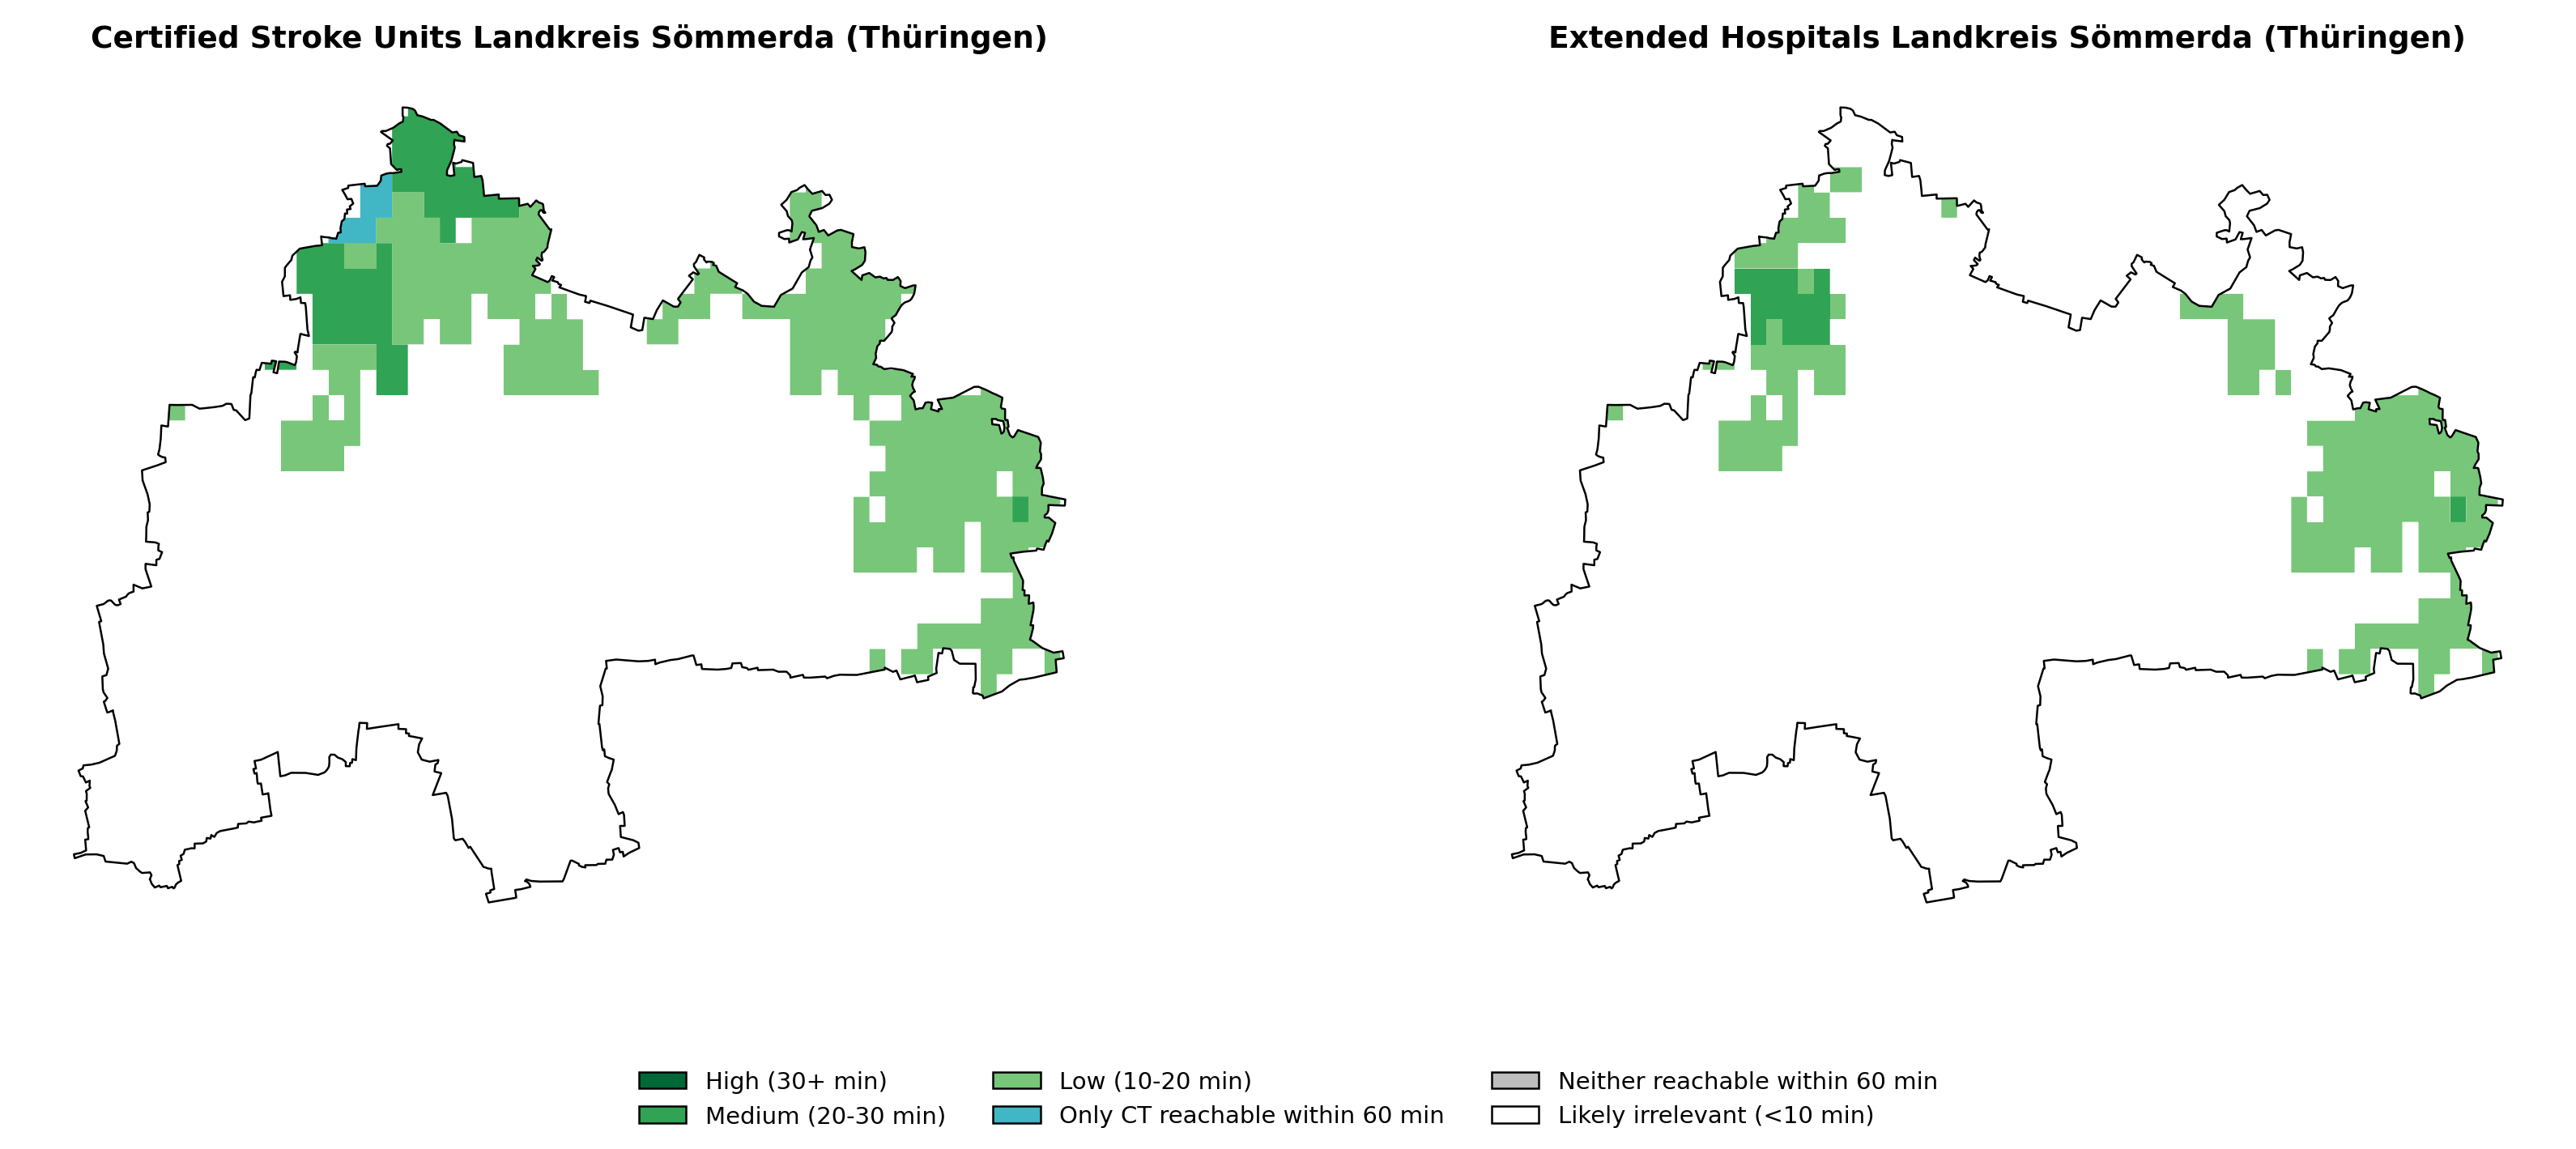 Certified Stroke Units Landkreis Sömmerda (Thüringen)
Extended Hospitals Landkreis Sömmerda (Thüringen)
High (30+ min)
Medium (20-30 min)
Low (10-20 min)
Only CT reachable within 60 min
Neither reachable within 60 min
Likely irrelevant (<10 min)